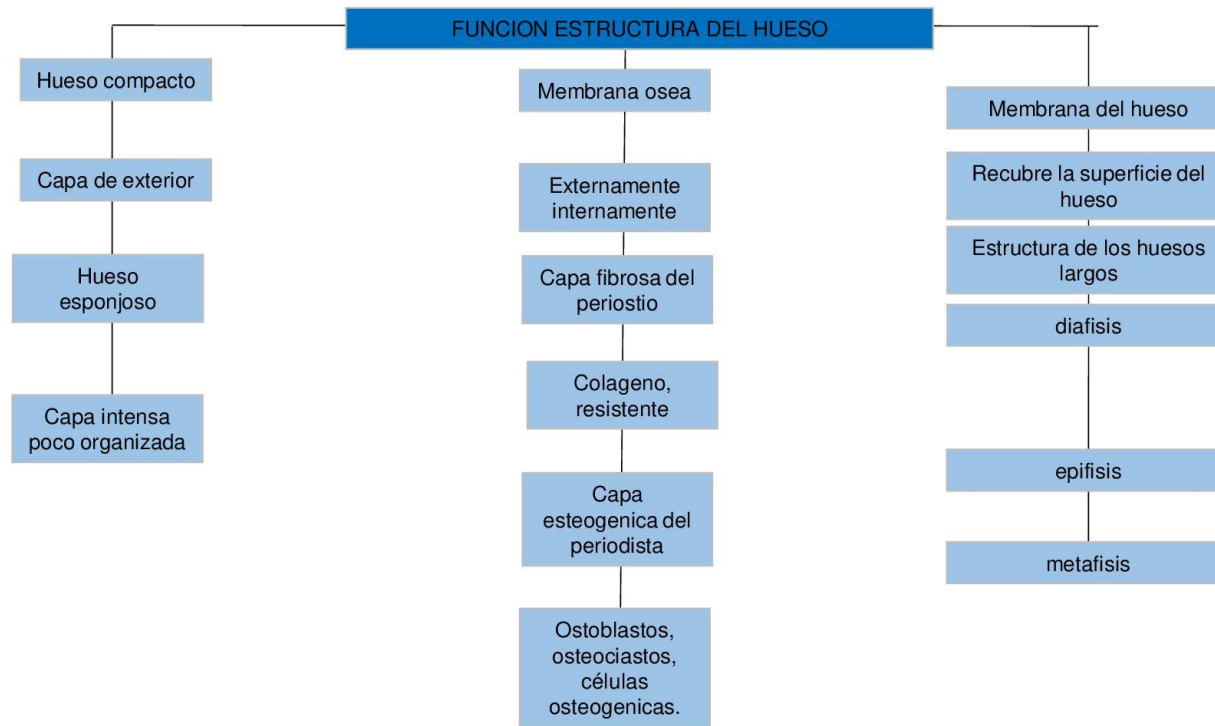 FUNCION ESTRUCTURA DEL HUESO
Hueso compacto
Capa de exterior
Hueso
esponjoso
Capa intensa
poco organizada
Membrana osea
Externamente
internamente
Capa fibrosa del
periostio
Colageno,
resistente
Capa
esteogenica del
periodista
Ostoblastos,
osteociastos,
células
osteogenicas.
Membrana del hueso
Recubre la superficie del
hueso
Estructura de los huesos
largos
diafisis
epifisis
metafisis